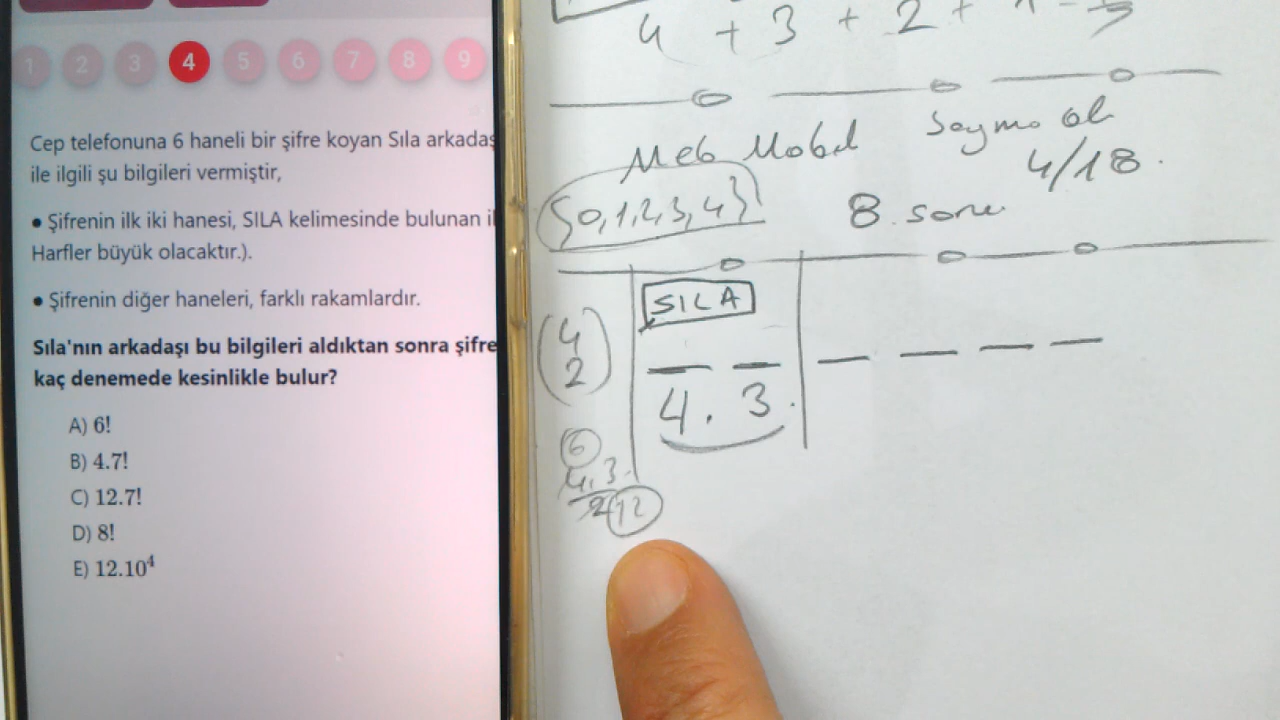 1 2 3 4 5 6 7 8 9
Cep telefonuna 6 haneli bir şifre koyan Sıla arkadaş
ile ilgili şu bilgileri vermiştir,
• Şifrenin ilk iki hanesi, SILA kelimesinde bulunan il
Harfler büyük olacaktır.).
• Şifrenin diğer haneleri, farklı rakamlardır.
Sıla'nın arkadaşı bu bilgileri aldıktan sonra şifre
kaç denemede kesinlikle bulur?
A) 6!
B) 4.7!
C) 12.7!
D) 8!
E) 12.10⁴
4 + 3 + 2 +
Meb Mobil
4/18.
{0,1,2,3,4}
8. soru
SILA
(4
2)
4. 3.
6
4.3
2 12